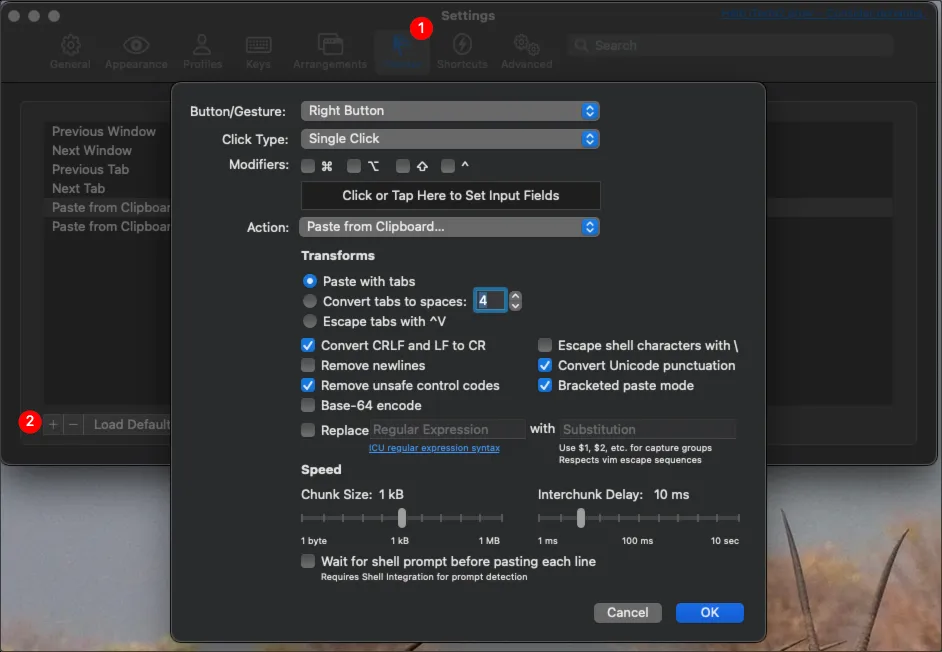 Settings
1
General Appearance Profiles Keys Arrangements Shortcuts Advanced Search
Button/Gesture: Right Button
Click Type: Single Click
Modifiers: ⌘ ⌥ ⇧ ^
Click or Tap Here to Set Input Fields
Action: Paste from Clipboard...
Previous Window
Next Window
Previous Tab
Next Tab
Paste from Clipboar
Paste from Clipboar
2
+ − Load Default
Transforms
Paste with tabs
Convert tabs to spaces: 4
Escape tabs with ^V
Convert CRLF and LF to CR Escape shell characters with \
Remove newlines Convert Unicode punctuation
Remove unsafe control codes Bracketed paste mode
Base-64 encode
Replace Regular Expression with Substitution
ICU regular expression syntax Use $1, $2, etc. for capture groups
Respects vim escape sequences
Speed
Chunk Size: 1 kB Interchunk Delay: 10 ms
1 byte 1 kB 1 MB 1 ms 100 ms 10 sec
Wait for shell prompt before pasting each line
Requires Shell Integration for prompt detection
Cancel OK